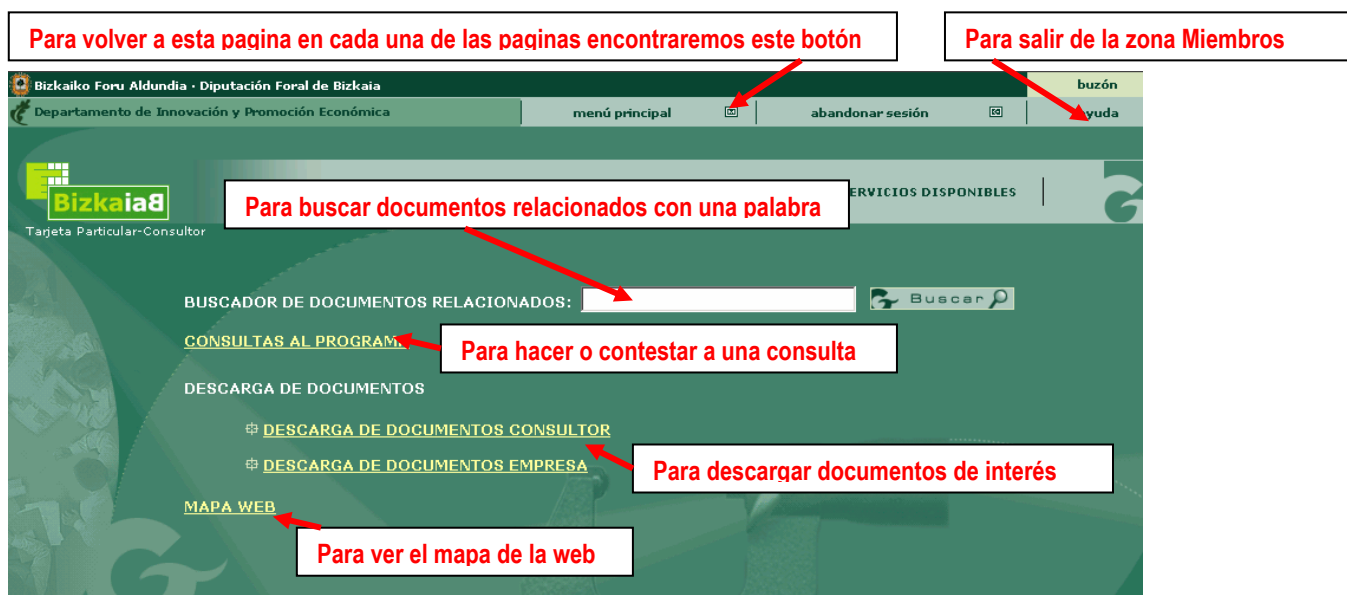 Para volver a esta pagina en cada una de las paginas encontraremos este botón
Para salir de la zona Miembros
Bizkaiko Foru Aldundia · Diputación Foral de Bizkaia
buzón
Departamento de Innovación y Promoción Económica
menú principal
abandonar sesión
yuda
BizkaiaB
ERVICIOS DISPONIBLES
Para buscar documentos relacionados con una palabra
Tarjeta Particular-Consultor
BUSCADOR DE DOCUMENTOS RELACIONADOS:
Buscar
CONSULTAS AL PROGRAM
Para hacer o contestar a una consulta
DESCARGA DE DOCUMENTOS
DESCARGA DE DOCUMENTOS CONSULTOR
DESCARGA DE DOCUMENTOS EMPRESA
Para descargar documentos de interés
MAPA WEB
Para ver el mapa de la web